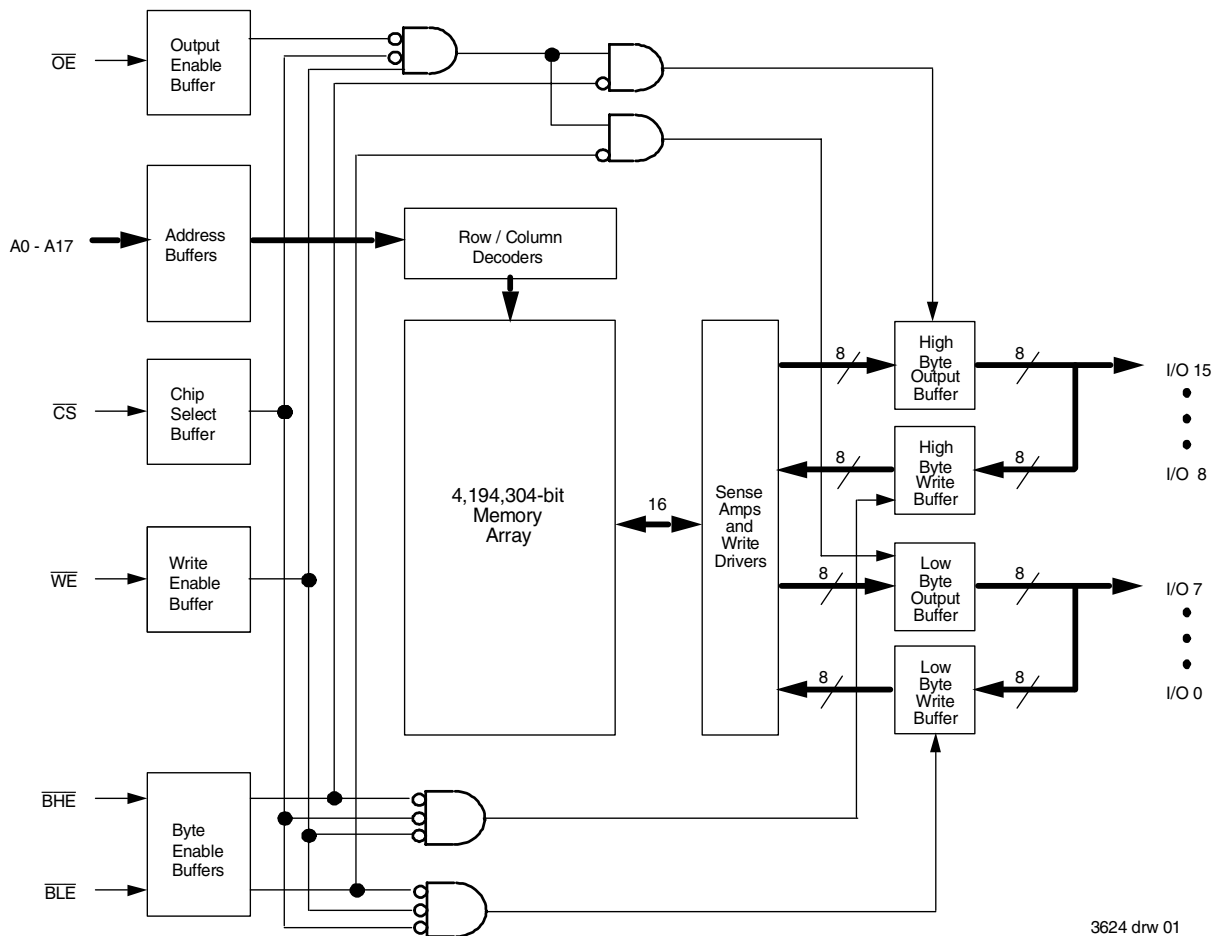 OE
Output
Enable
Buffer
A0 - A17
Address
Buffers
Row / Column
Decoders
CS
Chip
Select
Buffer
WE
Write
Enable
Buffer
4,194,304-bit
Memory
Array
16
Sense
Amps
and
Write
Drivers
8
High
Byte
Output
Buffer
8
I/O 15
8
High
Byte
Write
Buffer
8
I/O 8
8
Low
Byte
Output
Buffer
8
I/O 7
8
Low
Byte
Write
Buffer
8
I/O 0
BHE
Byte
Enable
Buffers
BLE
3624 drw 01